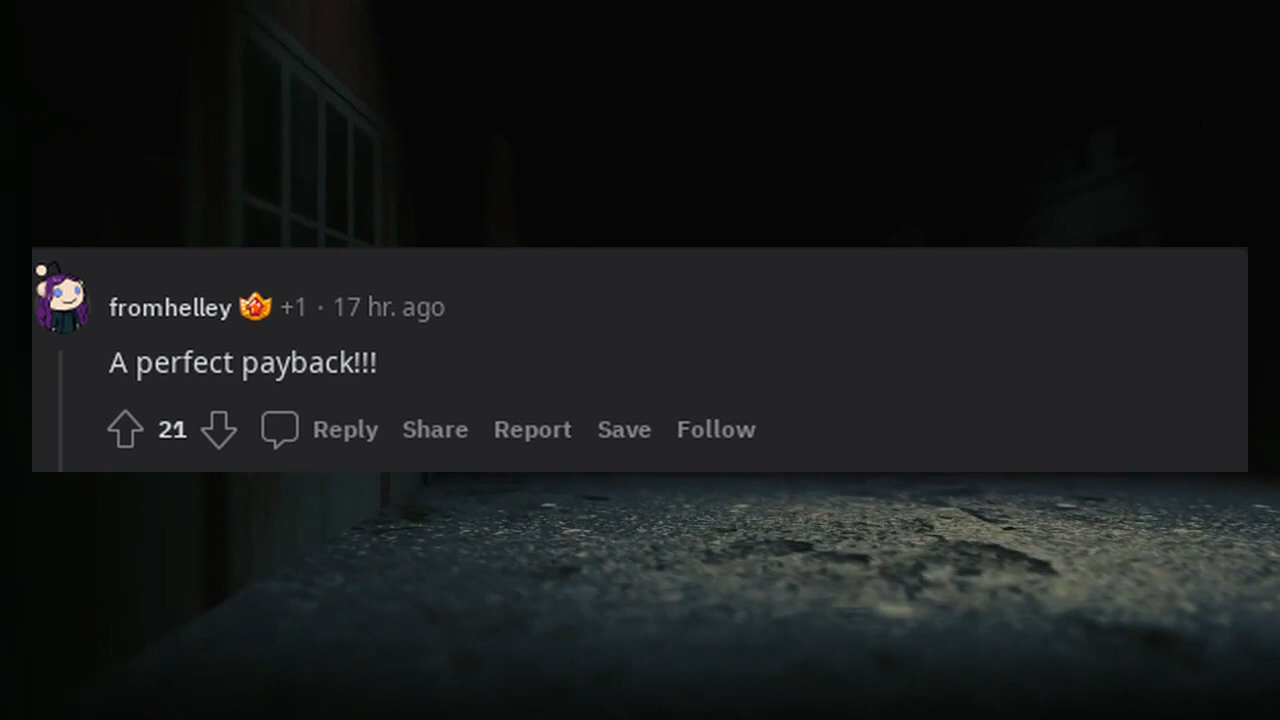 fromhelley +1 · 17 hr. ago
A perfect payback!!!
21 Reply Share Report Save Follow